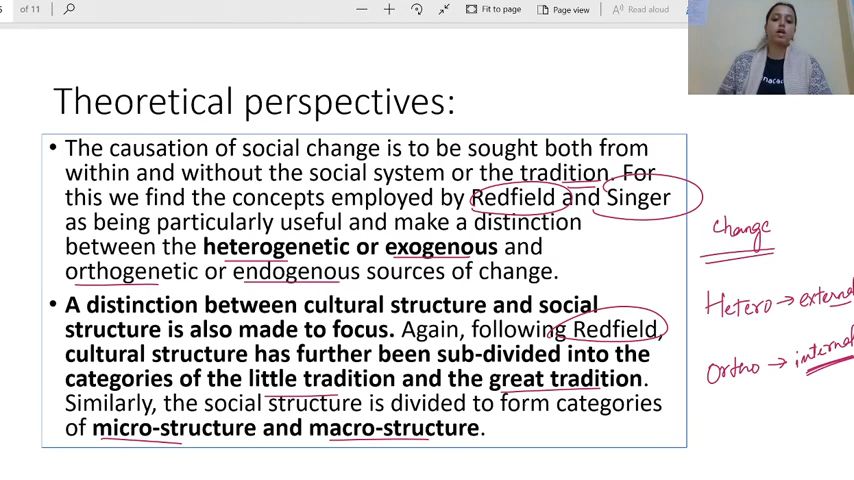 of 11
Fit to page
Page view
Read aloud
Theoretical perspectives:
• The causation of social change is to be sought both from
within and without the social system or the tradition. For
this we find the concepts employed by Redfield and Singer
as being particularly useful and make a distinction
between the heterogenetic or exogenous and
orthogenetic or endogenous sources of change.
• A distinction between cultural structure and social
structure is also made to focus. Again, following Redfield,
cultural structure has further been sub-divided into the
categories of the little tradition and the great tradition.
Similarly, the social structure is divided to form categories
of micro-structure and macro-structure.
change
Hetero → external
Ortho → internal